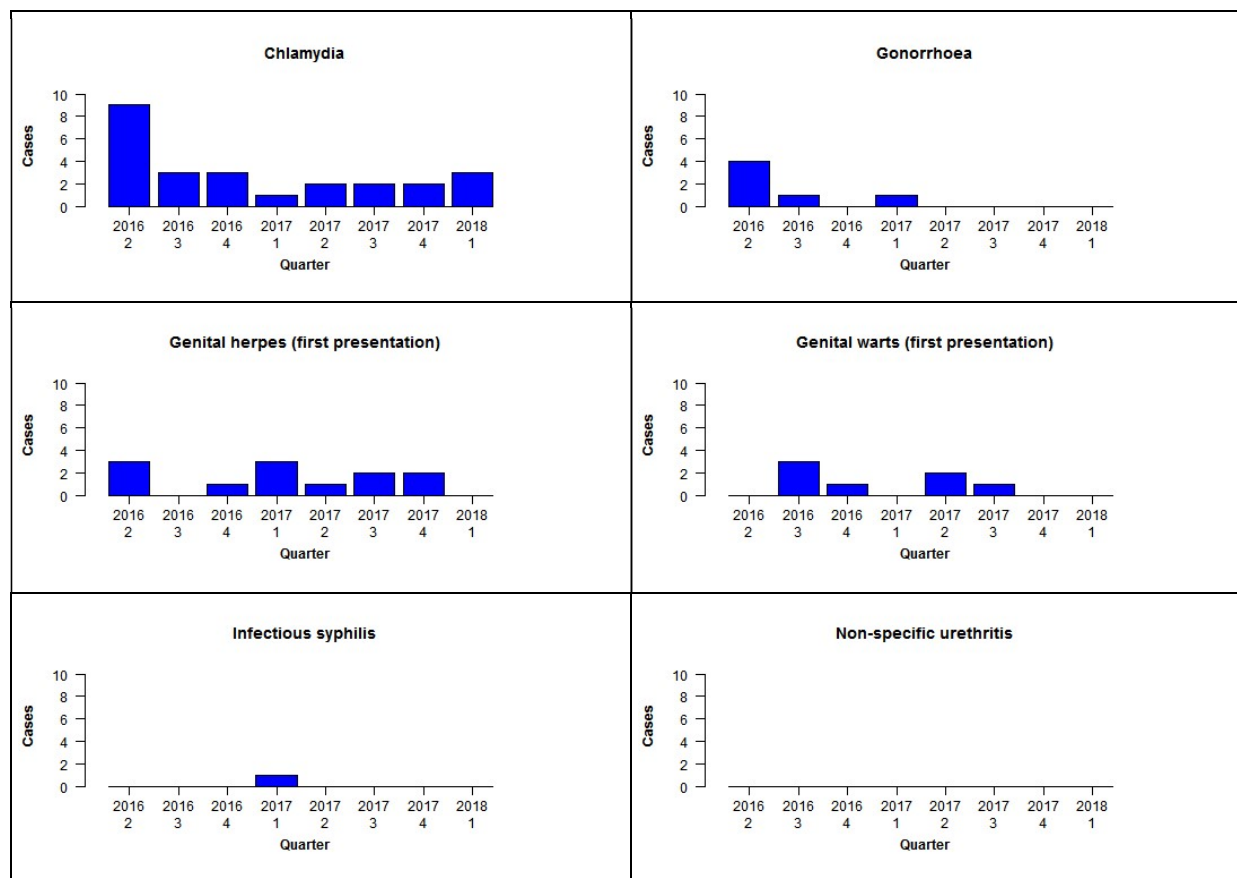 Chlamydia
Cases
10
8
6
4
2
0
2016 2016 2016 2017 2017 2017 2017 2018
2 3 4 1 2 3 4 1
Quarter
Gonorrhoea
Cases
10
8
6
4
2
0
2016 2016 2016 2017 2017 2017 2017 2018
2 3 4 1 2 3 4 1
Quarter
Genital herpes (first presentation)
Cases
10
8
6
4
2
0
2016 2016 2016 2017 2017 2017 2017 2018
2 3 4 1 2 3 4 1
Quarter
Genital warts (first presentation)
Cases
10
8
6
4
2
0
2016 2016 2016 2017 2017 2017 2017 2018
2 3 4 1 2 3 4 1
Quarter
Infectious syphilis
Cases
10
8
6
4
2
0
2016 2016 2016 2017 2017 2017 2017 2018
2 3 4 1 2 3 4 1
Quarter
Non-specific urethritis
Cases
10
8
6
4
2
0
2016 2016 2016 2017 2017 2017 2017 2018
2 3 4 1 2 3 4 1
Quarter